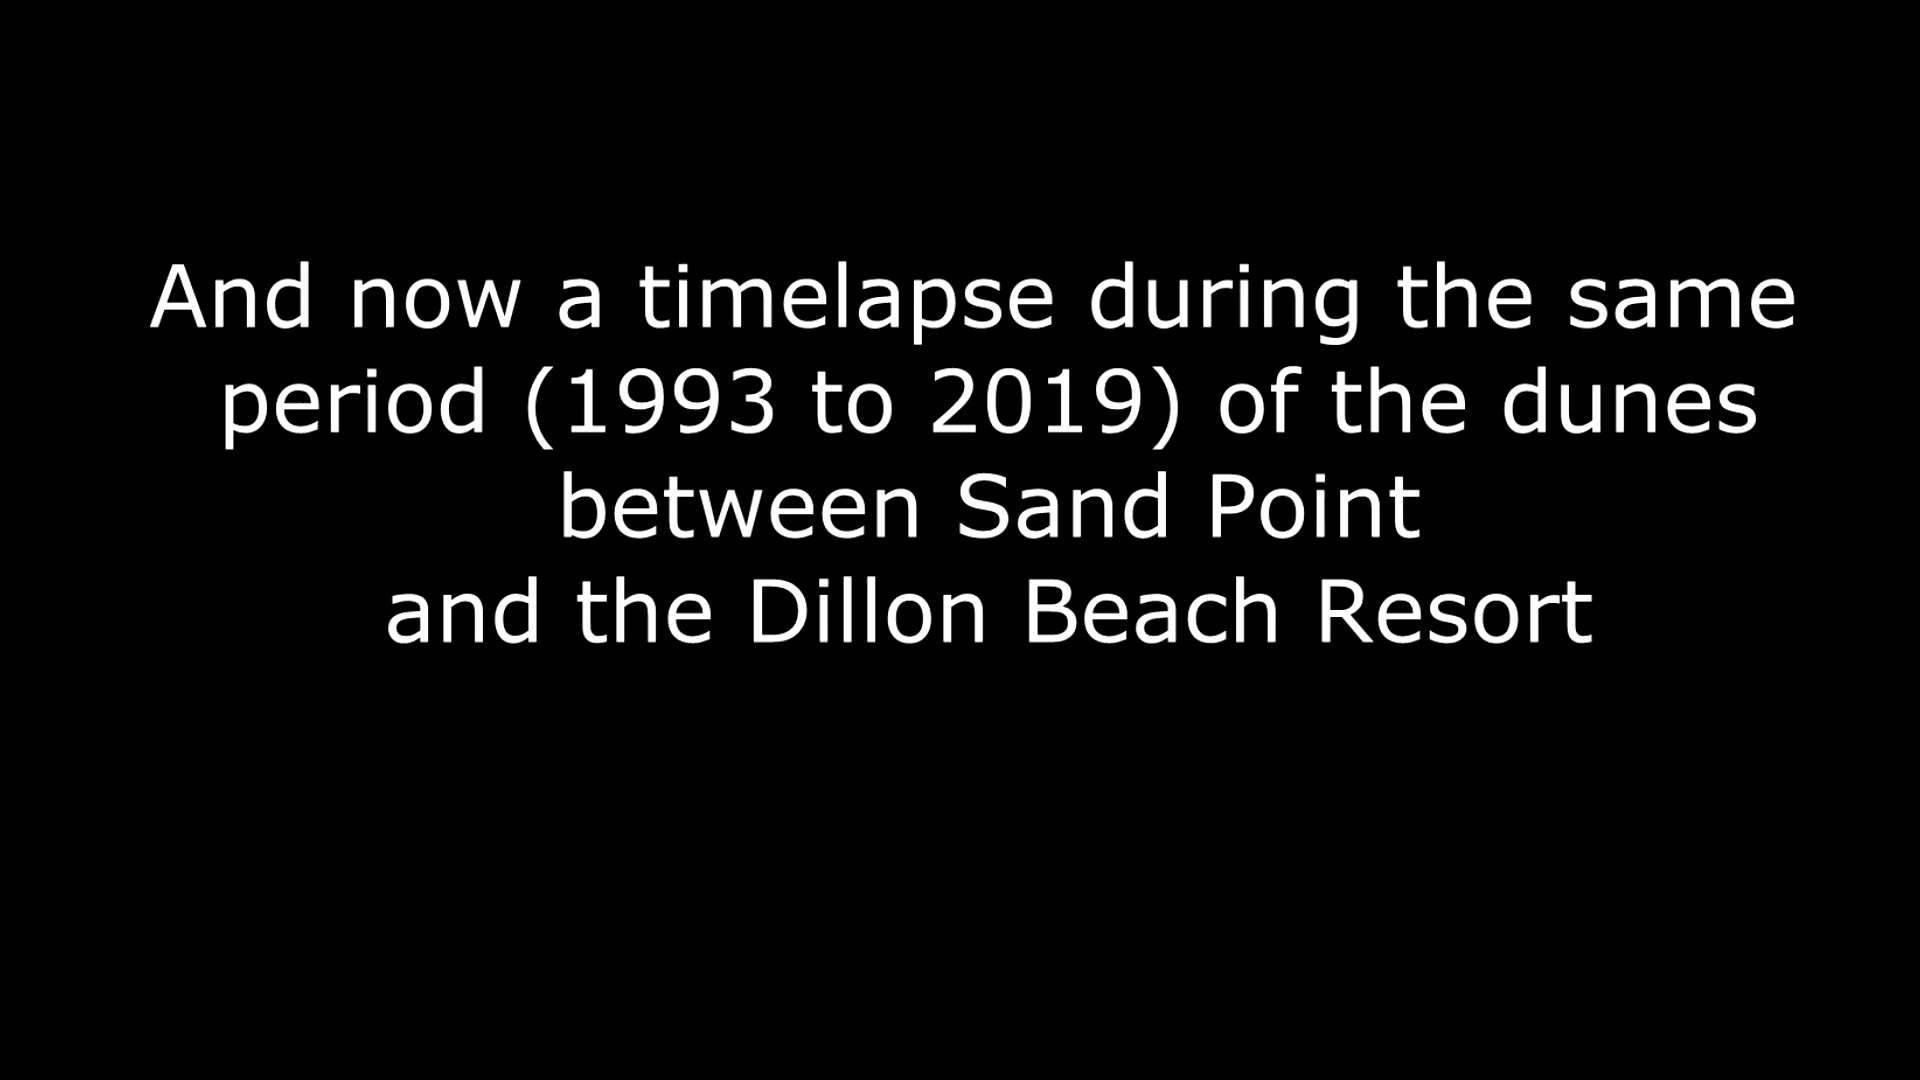 And now a timelapse during the same
period (1993 to 2019) of the dunes
between Sand Point
and the Dillon Beach Resort